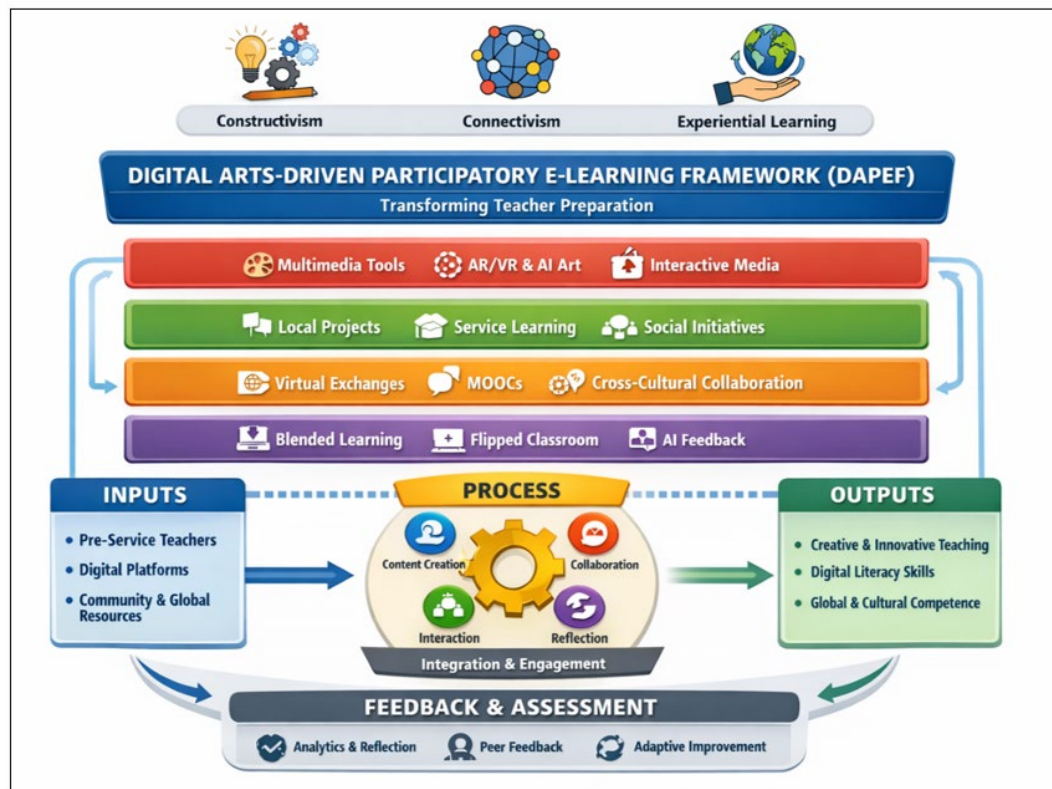 Constructivism
Connectivism
Experiential Learning
DIGITAL ARTS-DRIVEN PARTICIPATORY E-LEARNING FRAMEWORK (DAPEF)
Transforming Teacher Preparation
Multimedia Tools
AR/VR & AI Art
Interactive Media
Local Projects
Service Learning
Social Initiatives
Virtual Exchanges
MOOCs
Cross-Cultural Collaboration
Blended Learning
Flipped Classroom
AI Feedback
INPUTS
• Pre-Service Teachers
• Digital Platforms
• Community & Global
Resources
PROCESS
Content Creation
Collaboration
Interaction
Reflection
Integration & Engagement
OUTPUTS
• Creative & Innovative Teaching
• Digital Literacy Skills
• Global & Cultural Competence
FEEDBACK & ASSESSMENT
Analytics & Reflection
Peer Feedback
Adaptive Improvement